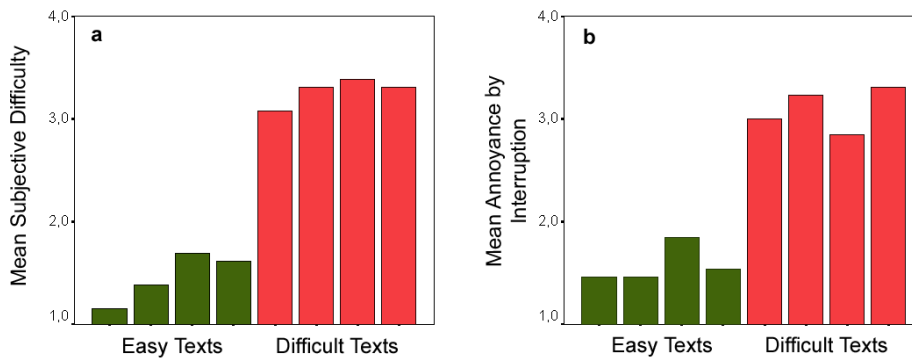 a
Mean Subjective Difficulty
4,0
3,0
2,0
1,0
Easy Texts
Difficult Texts
b
Mean Annoyance by
Interruption
4,0
3,0
2,0
1,0
Easy Texts
Difficult Texts